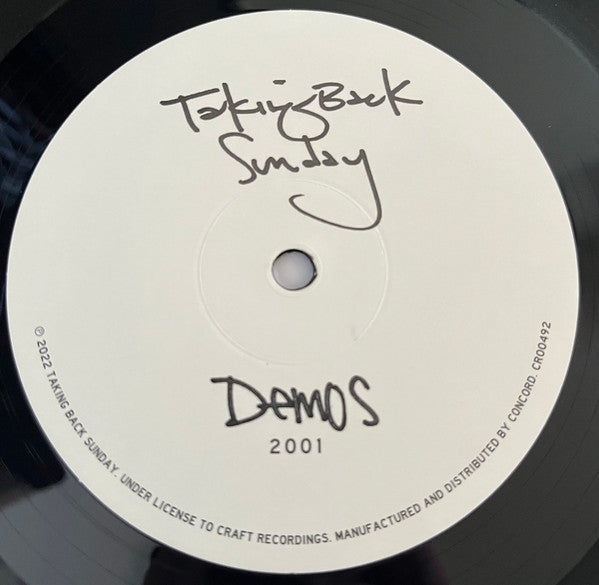 Taking Back
Sunday
Demos
2001
℗ 2022 TAKING BACK SUNDAY. UNDER LICENSE TO CRAFT RECORDINGS. MANUFACTURED AND DISTRIBUTED BY CONCORD. CR00492